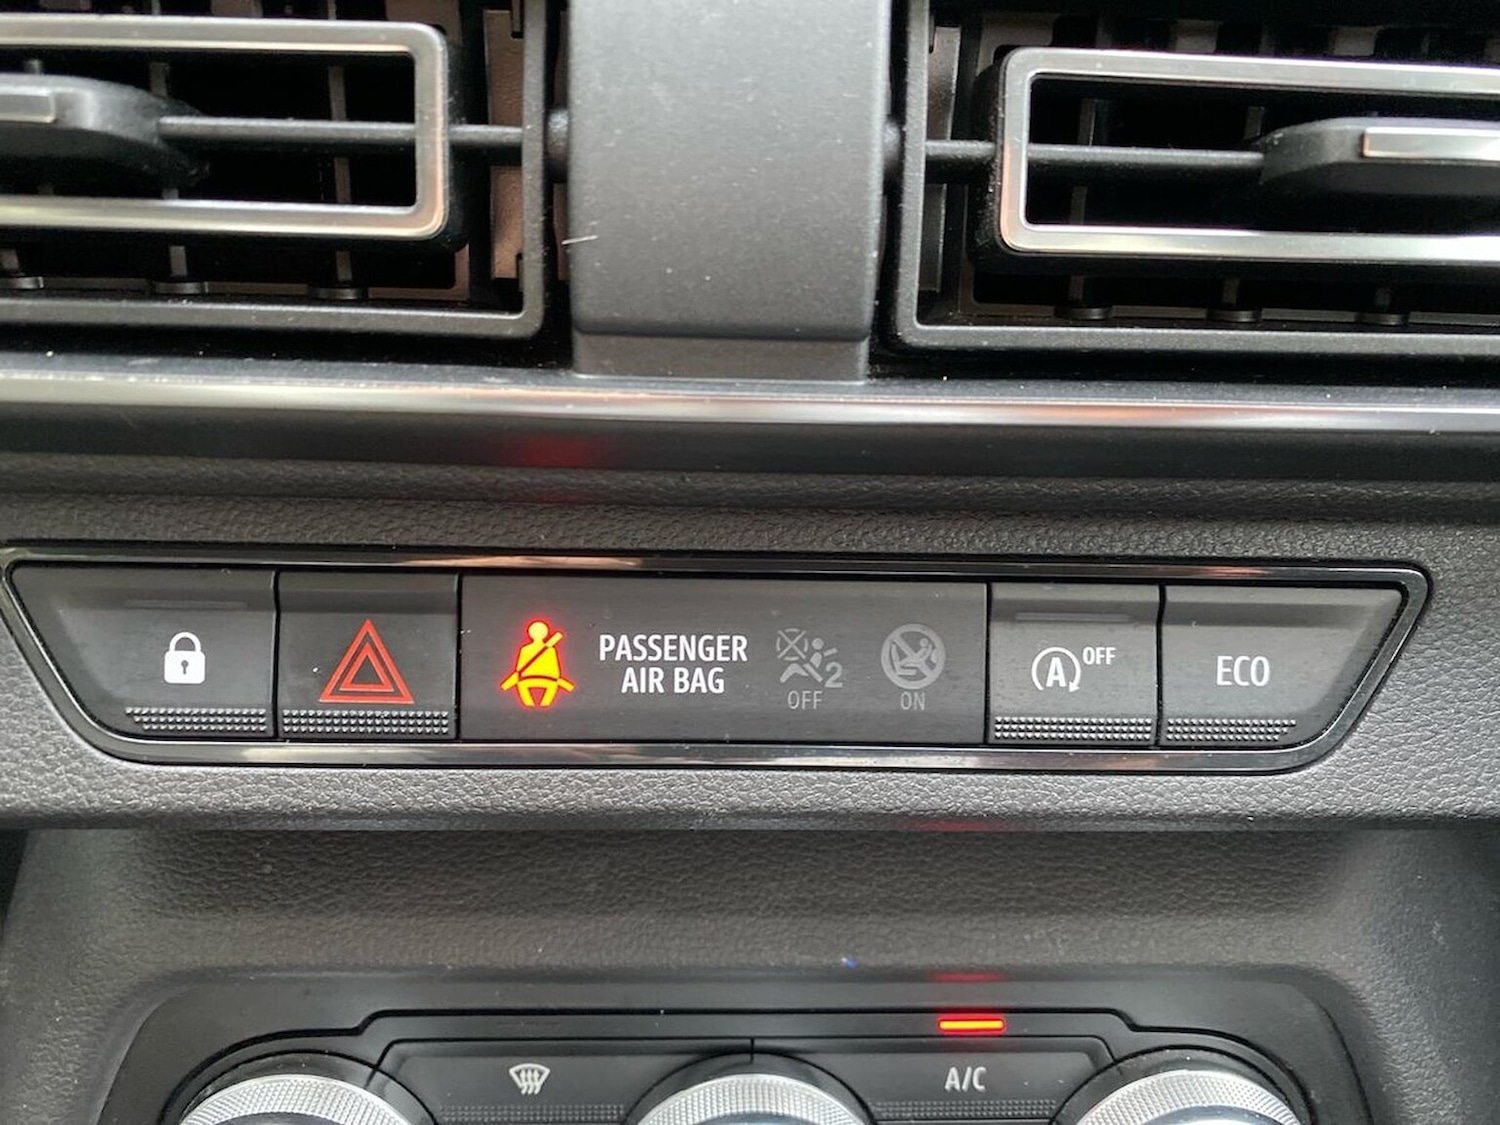 PASSENGER
AIR BAG
2
OFF
ON
A OFF
ECO
A/C